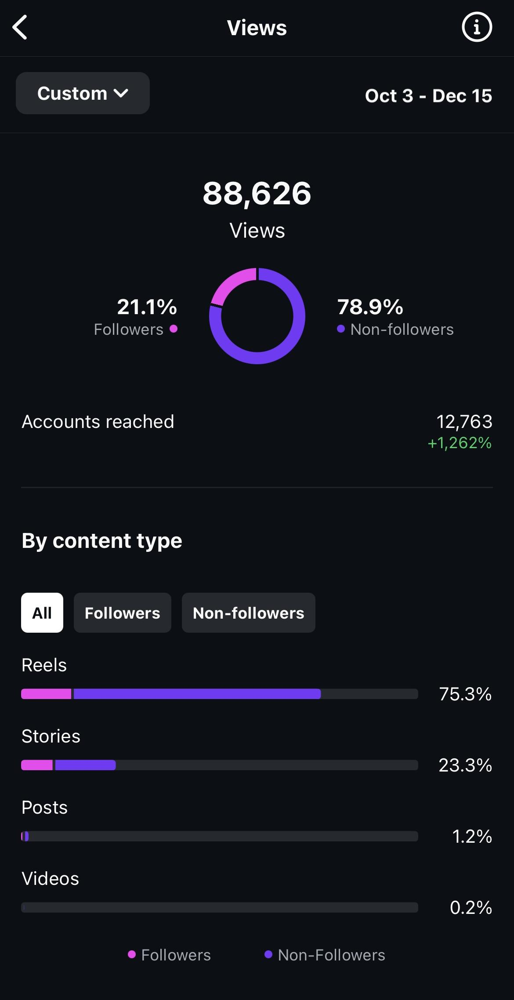 Views
Custom
Oct 3 - Dec 15
88,626
Views
21.1%
Followers
78.9%
Non-followers
Accounts reached
12,763
+1,262%
By content type
All
Followers
Non-followers
Reels
75.3%
Stories
23.3%
Posts
1.2%
Videos
0.2%
Followers
Non-Followers